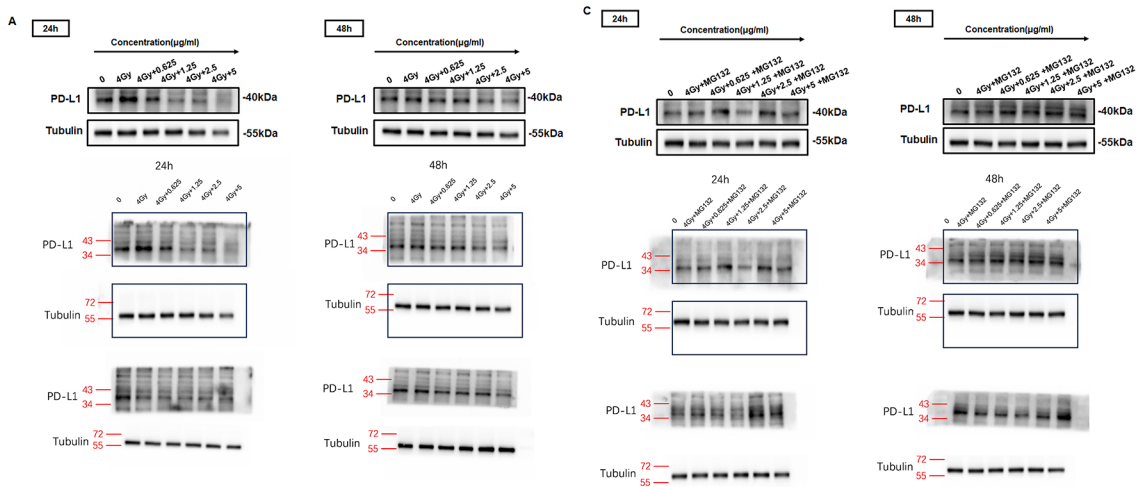 A
24h
Concentration(μg/ml)
0 4Gy 4Gy+0.625 4Gy+1.25 4Gy+2.5 4Gy+5
PD-L1 -40kDa
Tubulin -55kDa
24h
0 4Gy 4Gy+0.625 4Gy+1.25 4Gy+2.5 4Gy+5
PD-L1 43 34
Tubulin 72 55
PD-L1 43 34
Tubulin 72 55
48h
Concentration(μg/ml)
0 4Gy 4Gy+0.625 4Gy+1.25 4Gy+2.5 4Gy+5
PD-L1 -40kDa
Tubulin -55kDa
48h
0 4Gy 4Gy+0.625 4Gy+1.25 4Gy+2.5 4Gy+5
PD-L1 43 34
Tubulin 72 55
PD-L1 43 34
Tubulin 72 55
C
24h
Concentration(μg/ml)
0 4Gy+MG132 4Gy+0.625 +MG132 4Gy+1.25 +MG132 4Gy+2.5 +MG132 4Gy+5 +MG132
PD-L1 -40kDa
Tubulin -55kDa
24h
0 4Gy+MG132 4Gy+0.625+MG132 4Gy+1.25+MG132 4Gy+2.5+MG132 4Gy+5+MG132
PD-L1 43 34
Tubulin 72 55
PD-L1 43 34
Tubulin 72 55
48h
Concentration(μg/ml)
0 4Gy+MG132 4Gy+0.625 +MG132 4Gy+1.25 +MG132 4Gy+2.5 +MG132 4Gy+5 +MG132
PD-L1 -40kDa
Tubulin -55kDa
48h
0 4Gy+MG132 4Gy+0.625+MG132 4Gy+1.25+MG132 4Gy+2.5+MG132 4Gy+5+MG132
PD-L1 43 34
Tubulin 72 55
PD-L1 43 34
Tubulin 72 55